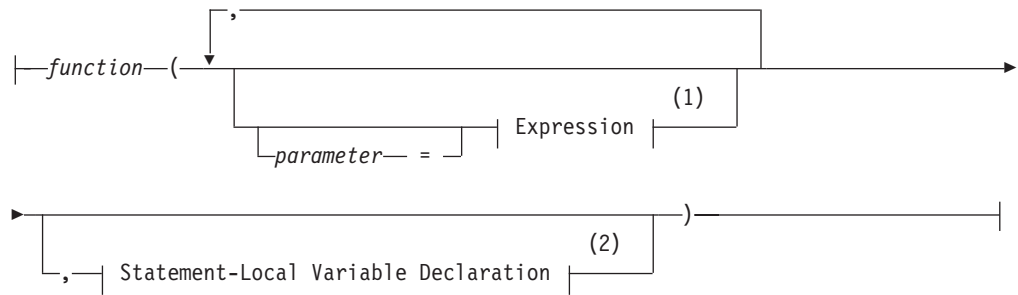 ,
function ( 
(1)
Expression
parameter =
)
(2)
, Statement-Local Variable Declaration